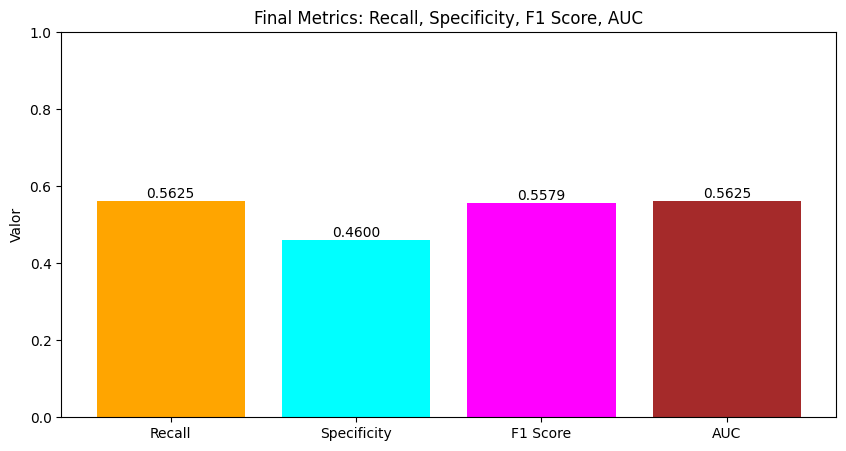 Final Metrics: Recall, Specificity, F1 Score, AUC
Valor
1.0
0.8
0.6
0.4
0.2
0.0
0.5625
0.4600
0.5579
0.5625
Recall
Specificity
F1 Score
AUC